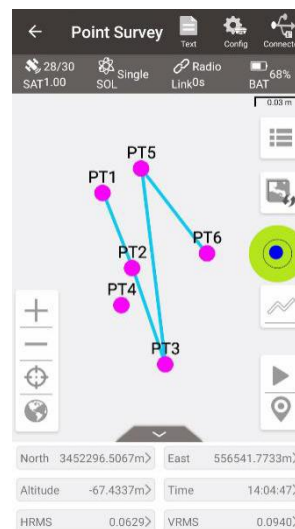 Point Survey
Text
Config
Connect
28/30
SAT1.00
Single
SOL
Radio
Link0s
68%
BAT
0.03 m
PT5
PT1
PT2
PT6
PT4
PT3
North 3452296.5067m
East 556541.7733m
Altitude -67.4337m
Time 14:04:47
HRMS 0.0629
VRMS 0.0940